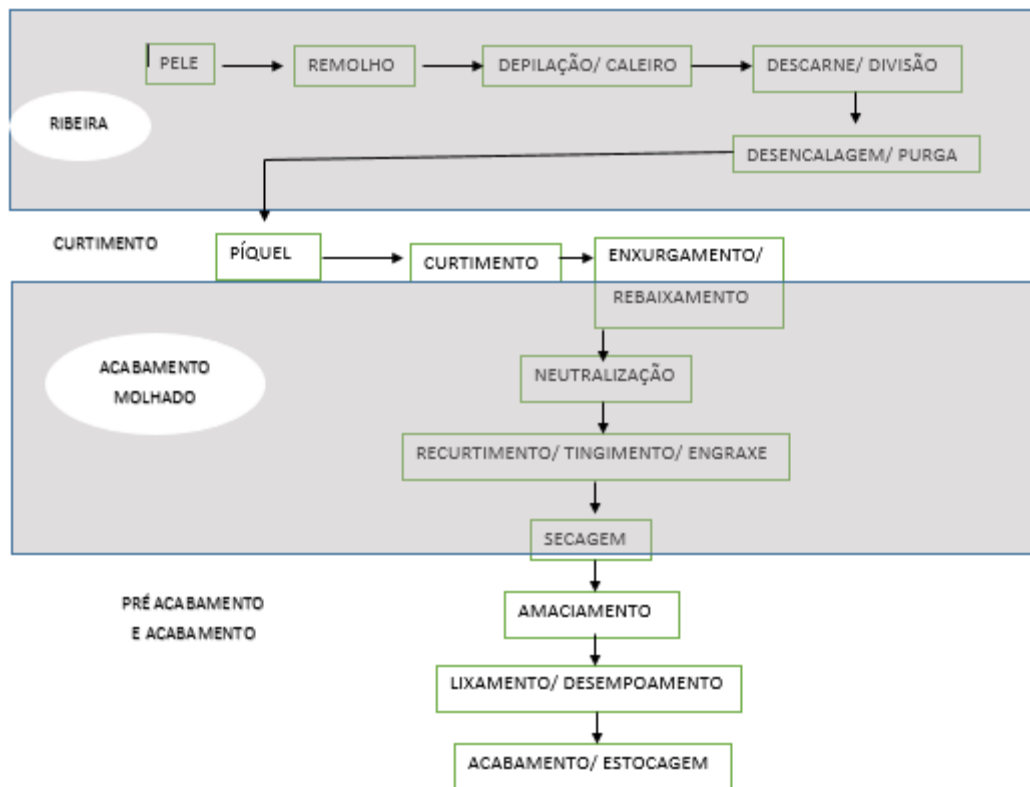 PELE
REMOLHO
DEPILAÇÃO/ CALEIRO
DESCARNE/ DIVISÃO
RIBEIRA
DESENCALAGEM/ PURGA
CURTIMENTO
PÍQUEL
CURTIMENTO
ENXURGAMENTO/
REBAIXAMENTO
ACABAMENTO
MOLHADO
NEUTRALIZAÇÃO
RECURTIMENTO/ TINGIMENTO/ ENGRAXE
SECAGEM
PRÉ ACABAMENTO
E ACABAMENTO
AMACIAMENTO
LIXAMENTO/ DESEMPOAMENTO
ACABAMENTO/ ESTOCAGEM